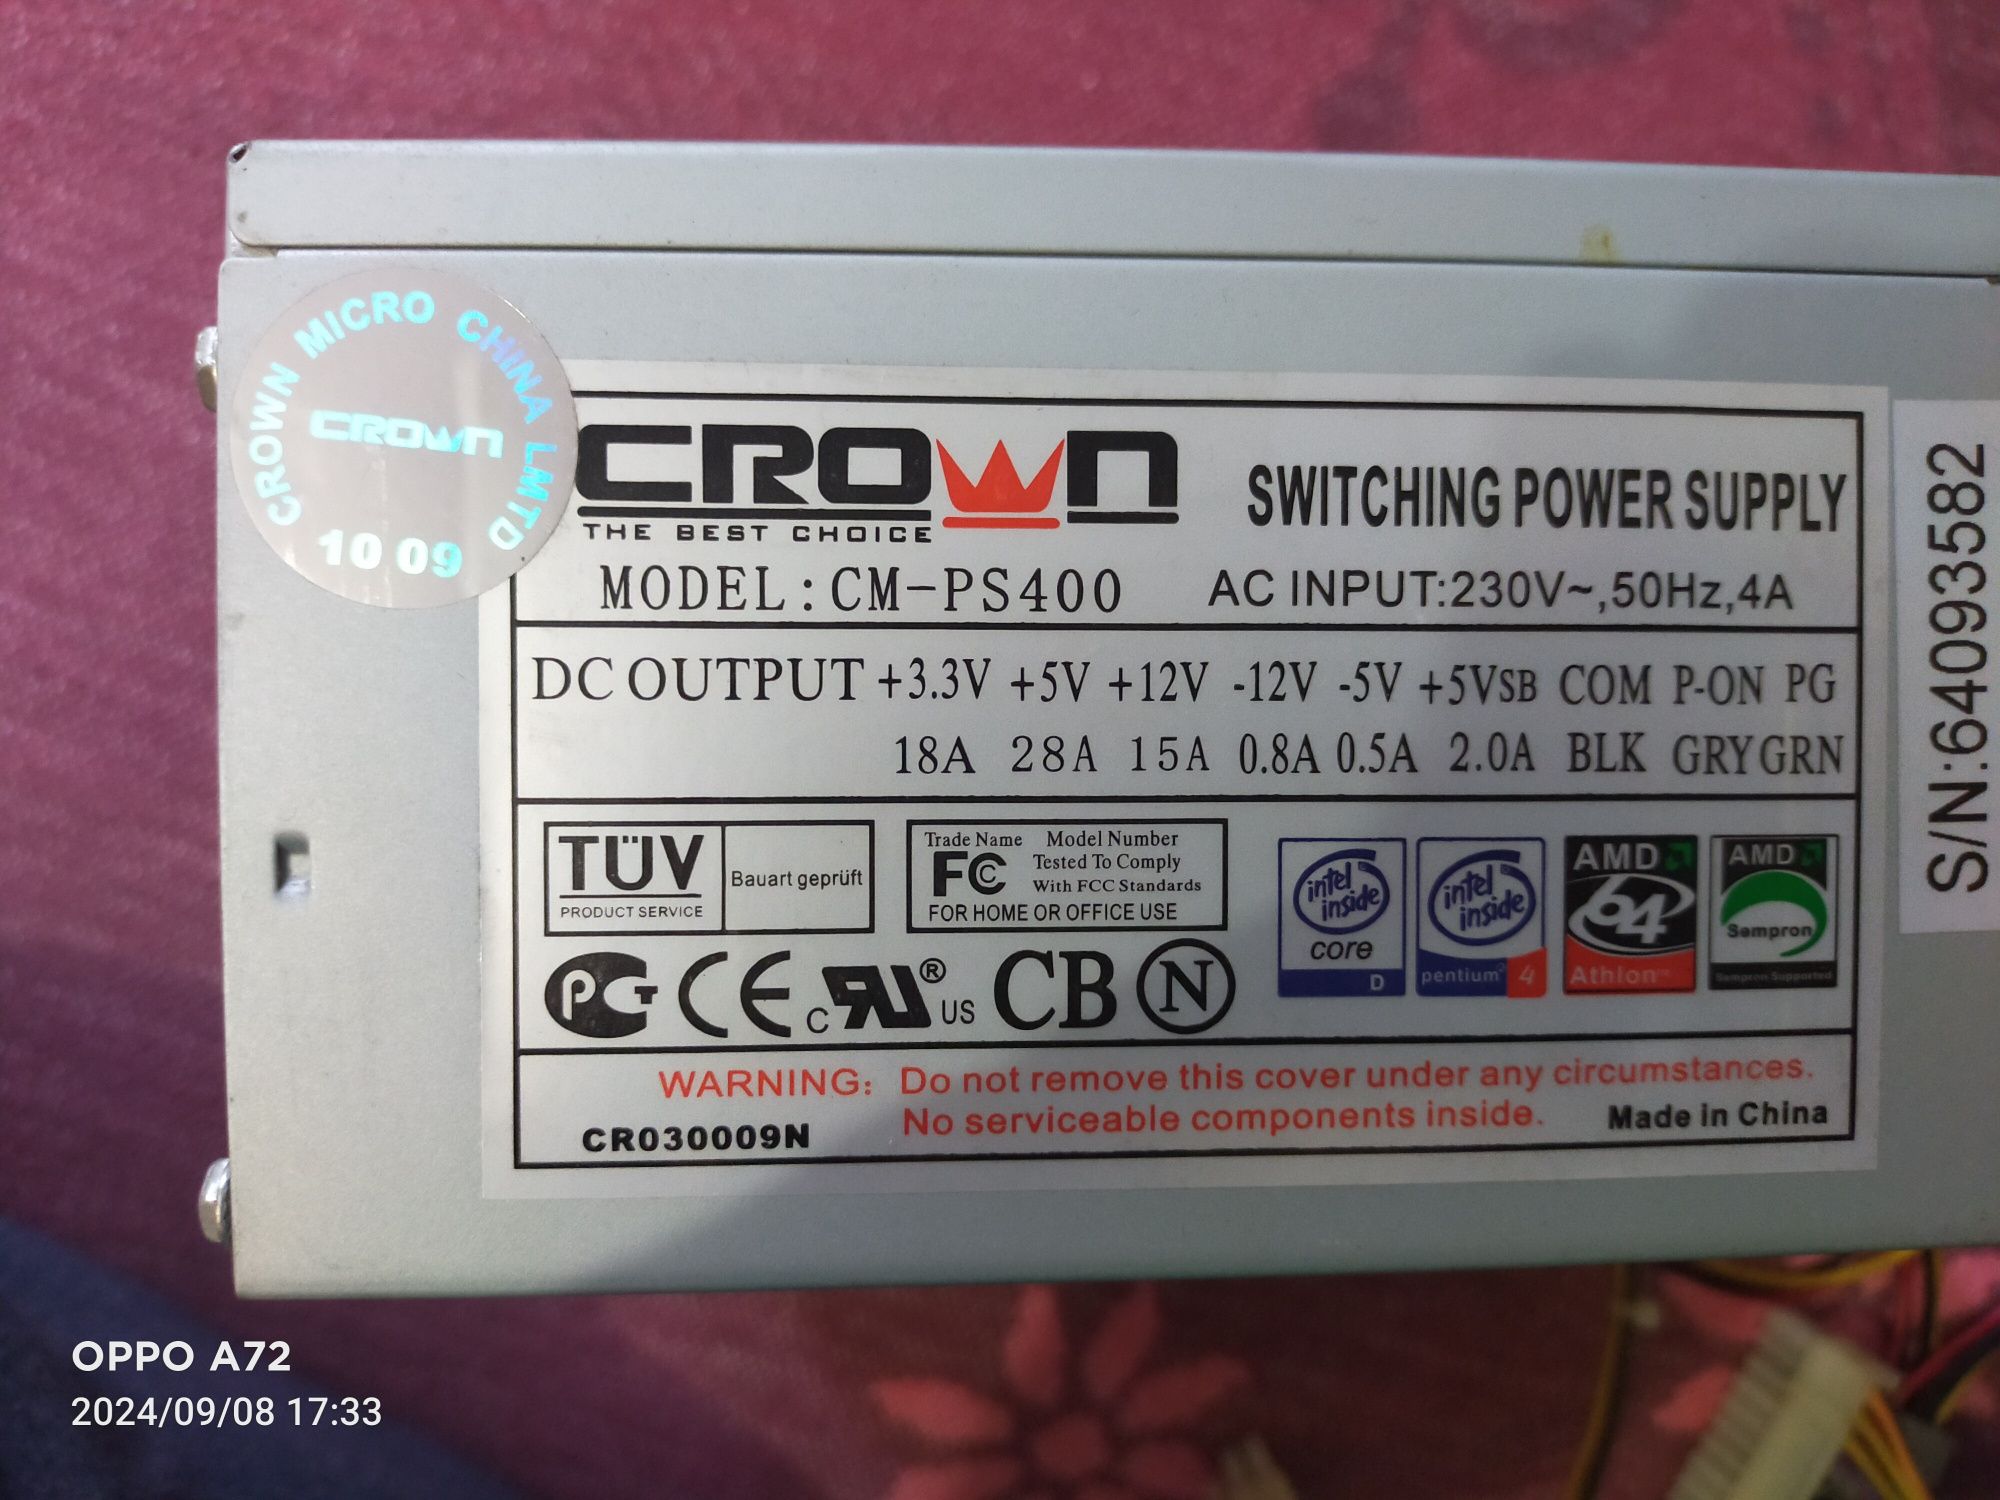 CROWN MICRO CHINA LMTD
CROWN
10 09
CROWN
THE BEST CHOICE
SWITCHING POWER SUPPLY
MODEL:CM-PS400
AC INPUT:230V~,50Hz,4A
DC OUTPUT +3.3V +5V +12V -12V -5V +5VSB COM P-ON PG
18A 28A 15A 0.8A 0.5A 2.0A BLK GRY GRN
TÜV
PRODUCT SERVICE
Bauart geprüft
Trade Name Model Number
FC Tested To Comply
With FCC Standards
FOR HOME OR OFFICE USE
intel inside
core
D
intel inside
pentium 4
AMD
64
Athlon™
AMD
Sempron
Sempron Supported
PCT CE C RU® US CB N
WARNING: Do not remove this cover under any circumstances.
No serviceable components inside.
CR030009N
Made in China
S/N:64093582
OPPO A72
2024/09/08 17:33